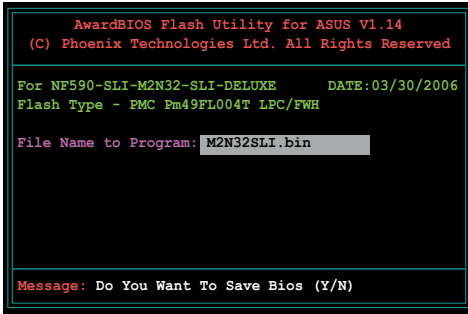 AwardBIOS Flash Utility for ASUS V1.14
(C) Phoenix Technologies Ltd. All Rights Reserved
For NF590-SLI-M2N32-SLI-DELUXE DATE:03/30/2006
Flash Type - PMC Pm49FL004T LPC/FWH
File Name to Program: M2N32SLI.bin
Message: Do You Want To Save Bios (Y/N)